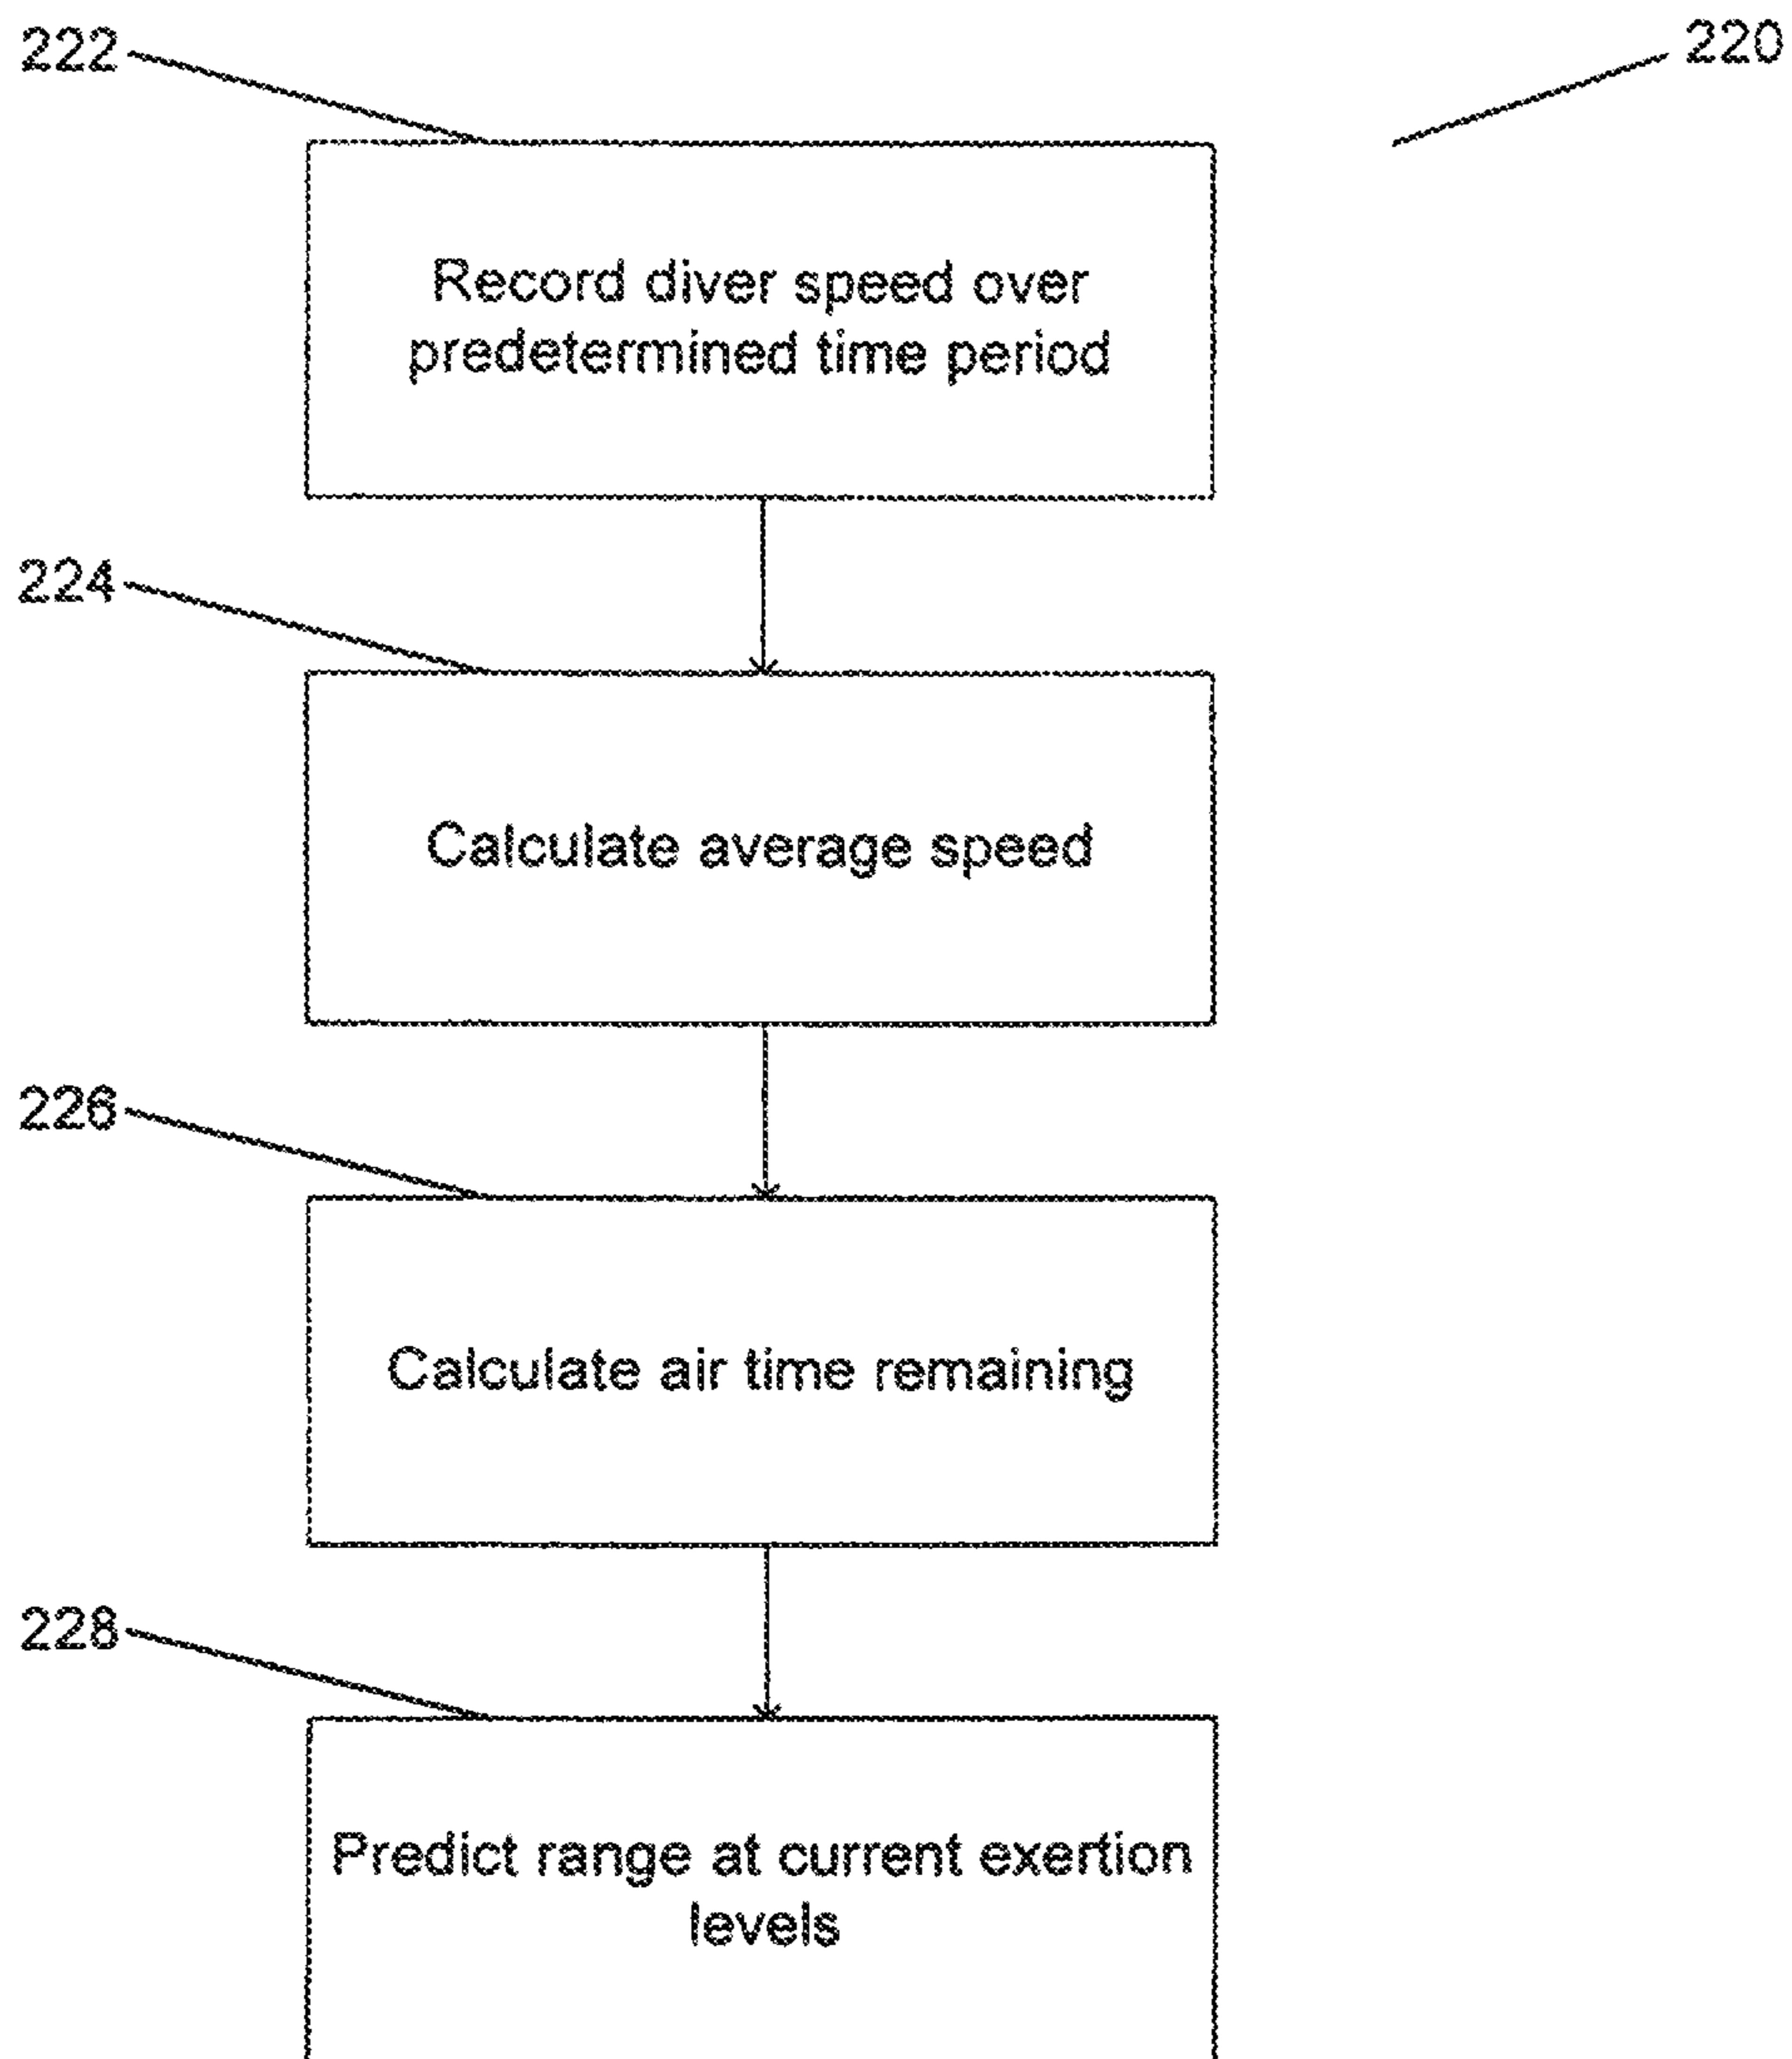 222
220
Record diver speed over
predetermined time period
224
Calculate average speed
226
Calculate air time remaining
228
Predict range at current exertion
levels